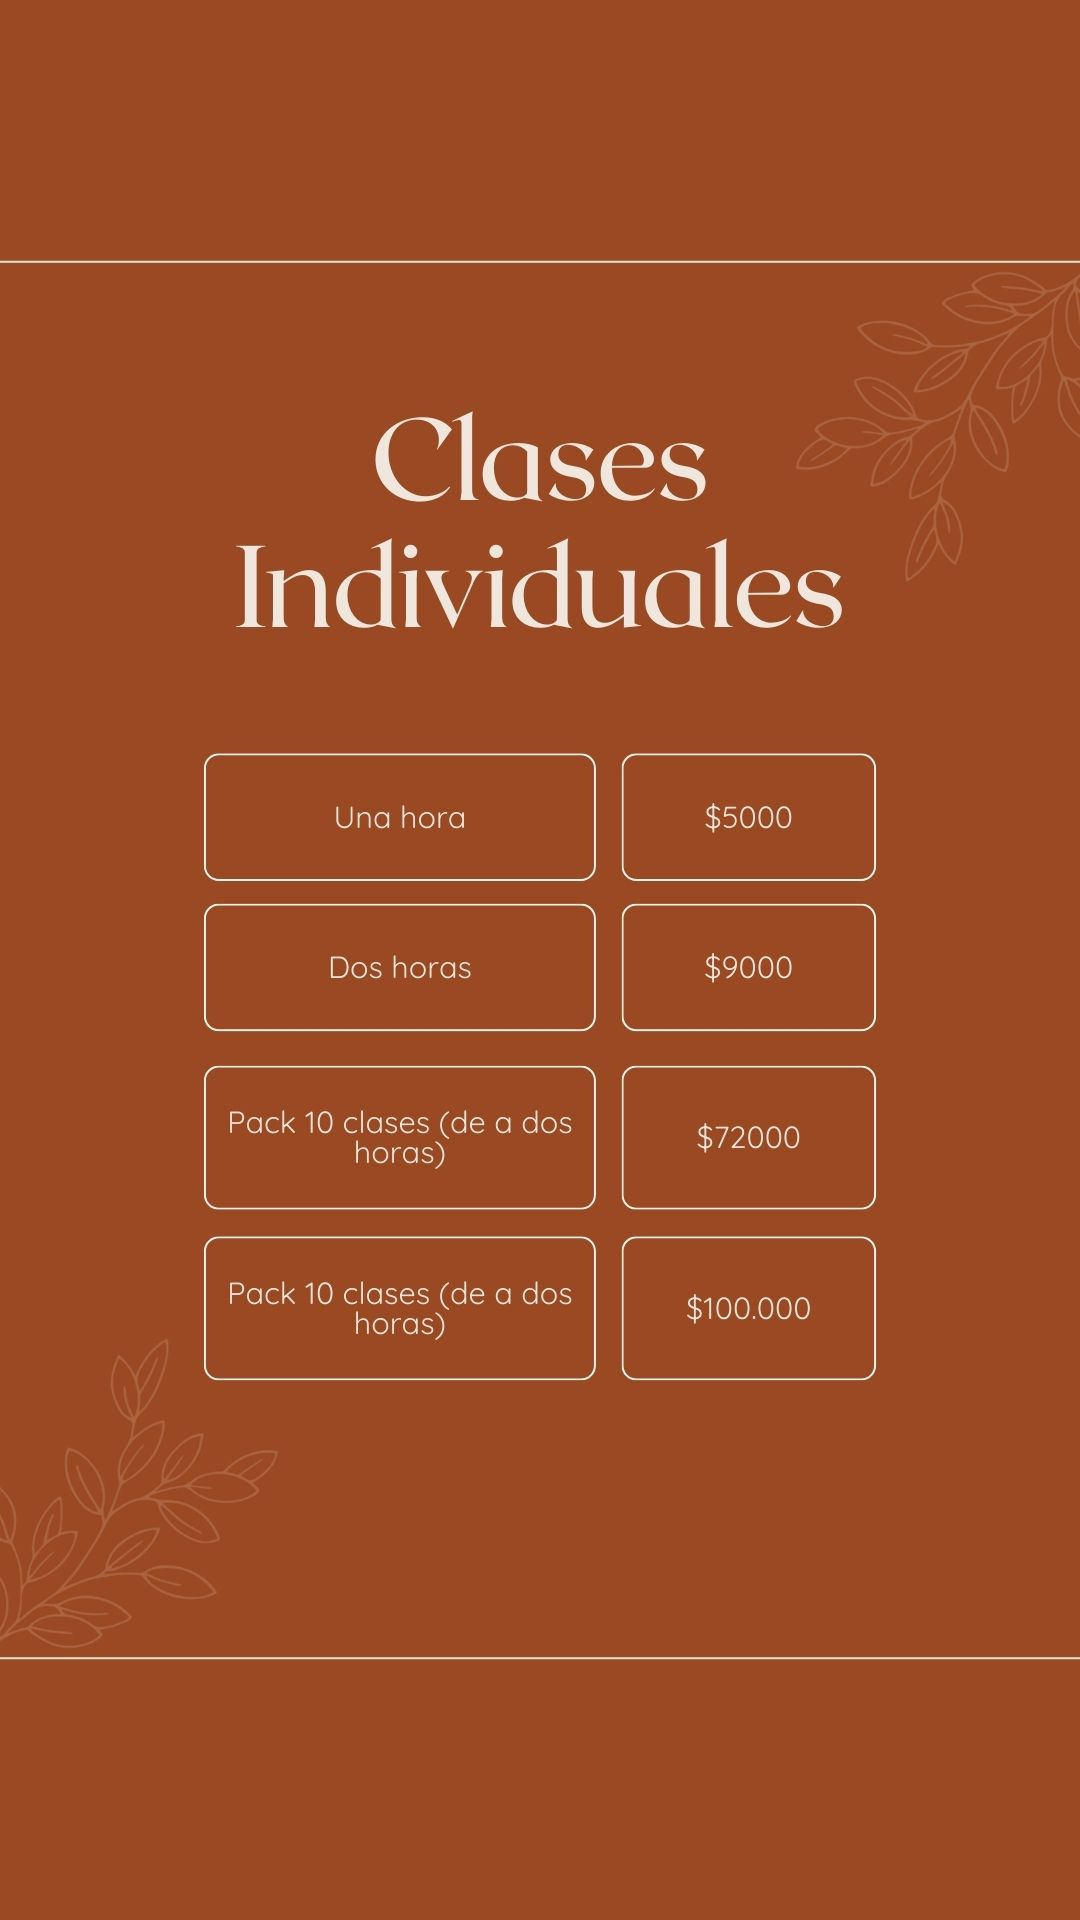 Clases
Individuales
Una hora
$5000
Dos horas
$9000
Pack 10 clases (de a dos
horas)
$72000
Pack 10 clases (de a dos
horas)
$100.000